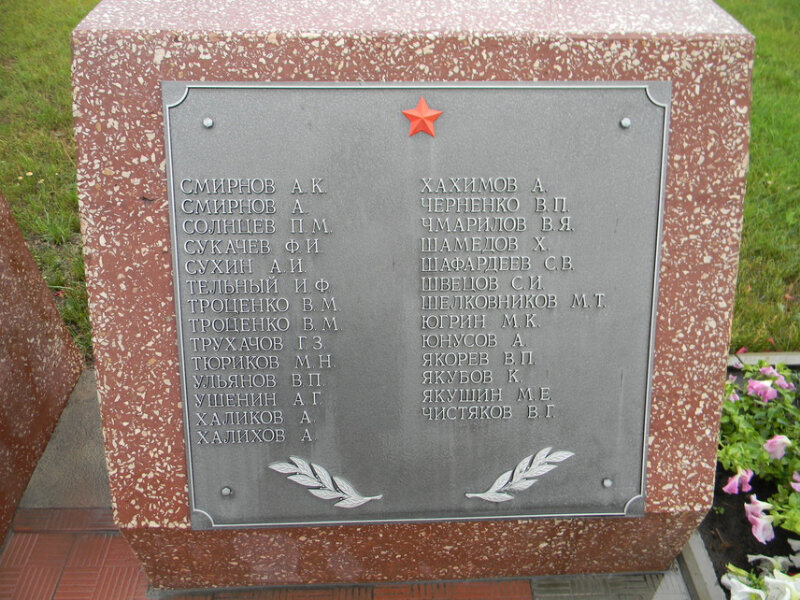 СМИРНОВ А.К.
СМИРНОВ А.
СОЛНЦЕВ П.М.
СУКАЧЕВ Ф.И.
СУХИН А.И.
ТЕЛЬНЫЙ И.Ф.
ТРОЦЕНКО В.М.
ТРОЦЕНКО В.М.
ТРУХАЧОВ Г.З.
ТЮРИКОВ М.Н.
УЛЬЯНОВ В.П.
УШЕНИН А.Г.
ХАЛИКОВ А.
ХАЛИХОВ А.
ХАХИМОВ А.
ЧЕРНЕНКО В.П.
ЧМАРИЛОВ В.Я.
ШАМЕДОВ Х.
ШАФАРДЕЕВ С.В.
ШВЕЦОВ С.И.
ШЕЛКОВНИКОВ М.Т.
ЮГРИН М.К.
ЮНУСОВ А.
ЯКОРЕВ В.П.
ЯКУБОВ К.
ЯКУШИН М.Е.
ЧИСТЯКОВ В.Г.